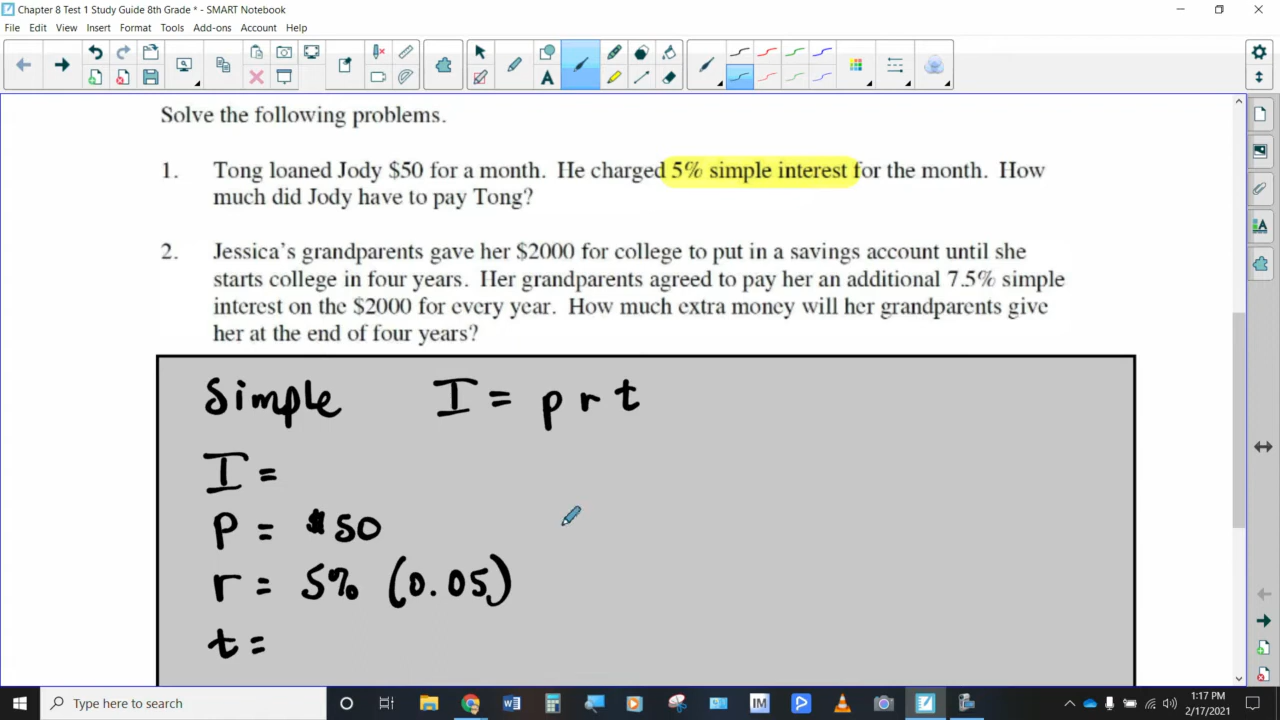 Chapter 8 Test 1 Study Guide 8th Grade * - SMART Notebook
File Edit View Insert Format Tools Add-ons Account Help
Solve the following problems.
1. Tong loaned Jody $50 for a month. He charged 5% simple interest for the month. How
much did Jody have to pay Tong?
2. Jessica's grandparents gave her $2000 for college to put in a savings account until she
starts college in four years. Her grandparents agreed to pay her an additional 7.5% simple
interest on the $2000 for every year. How much extra money will her grandparents give
her at the end of four years?
Simple I = p r t
I =
P = $50
r = 5% (0.05)
t =
Type here to search
1:17 PM
2/17/2021